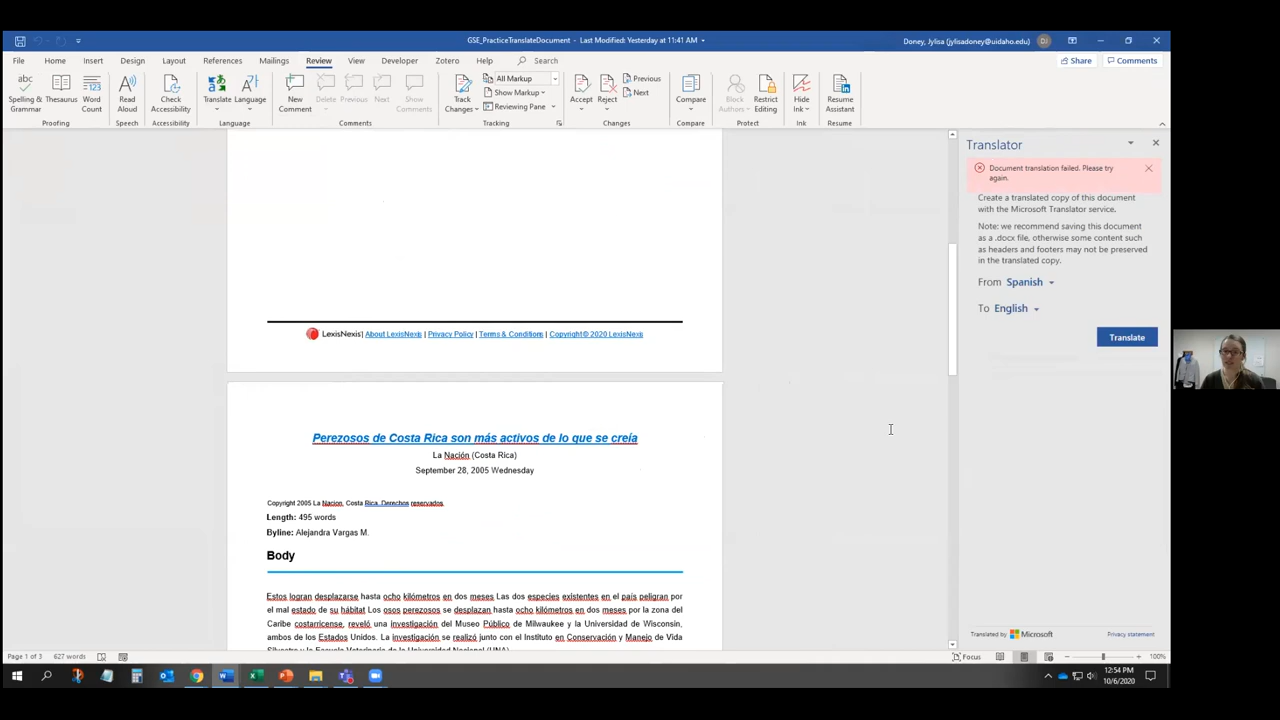 GSE_PracticeTranslateDocument - Last Modified: Yesterday at 11:41 AM
Doney, Jylisa (jylisadoney@uidaho.edu)
DJ
File Home Insert Draw Design Layout References Mailings Review View Developer Zotero Help Search
Share Comments
abc
Spelling & Grammar
Thesaurus
Word Count
Read Aloud
Check Accessibility
Translate
Language
New Comment
Delete
Previous
Next
Show Comments
Track Changes
All Markup
Show Markup
Reviewing Pane
Accept
Reject
Previous
Next
Compare
Block Authors
Restrict Editing
Hide Ink
Resume Assistant
Proofing Speech Accessibility Language Comments Tracking Changes Compare Protect Ink Resume
LexisNexis | About LexisNexis | Privacy Policy | Terms & Conditions | Copyright © 2020 LexisNexis
Perezosos de Costa Rica son más activos de lo que se creía
La Nación (Costa Rica)
September 28, 2005 Wednesday
Copyright 2005 La Nacion, Costa Rica, Derechos reservados
Length: 495 words
Byline: Alejandra Vargas M.
Body
Estos logran desplazarse hasta ocho kilómetros en dos meses Las dos especies existentes en el país peligran por
el mal estado de su hábitat Los osos perezosos se desplazan hasta ocho kilómetros en dos meses por la zona del
Caribe costarricense, reveló una investigación del Museo Público de Milwaukee y la Universidad de Wisconsin,
ambos de los Estados Unidos. La investigación se realizó junto con el Instituto en Conservación y Manejo de Vida
Silvestre y la Escuela Veterinaria de la Universidad Nacional (UNA)
Translator
Document translation failed. Please try
again.
Create a translated copy of this document
with the Microsoft Translator service.
Note: we recommend saving this document
as a .docx file, otherwise some content such
as headers and footers may not be preserved
in the translated copy.
From Spanish
To English
Translate
Translated by Microsoft
Privacy statement
Page 1 of 3 627 words
Focus
100%
12:54 PM
10/6/2020